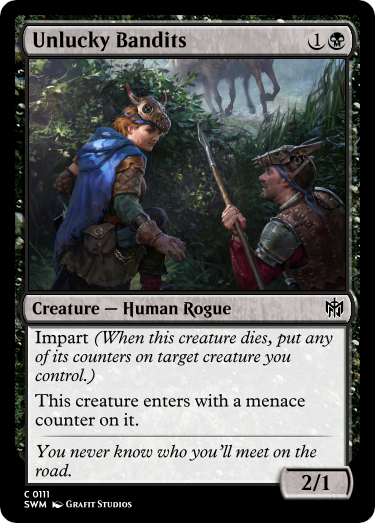 Unlucky Bandits 1
Creature — Human Rogue
Impart (When this creature dies, put any
of its counters on target creature you
control.)
This creature enters with a menace
counter on it.
You never know who you'll meet on the
road.
2/1
C 0111
SWM Grafit Studios